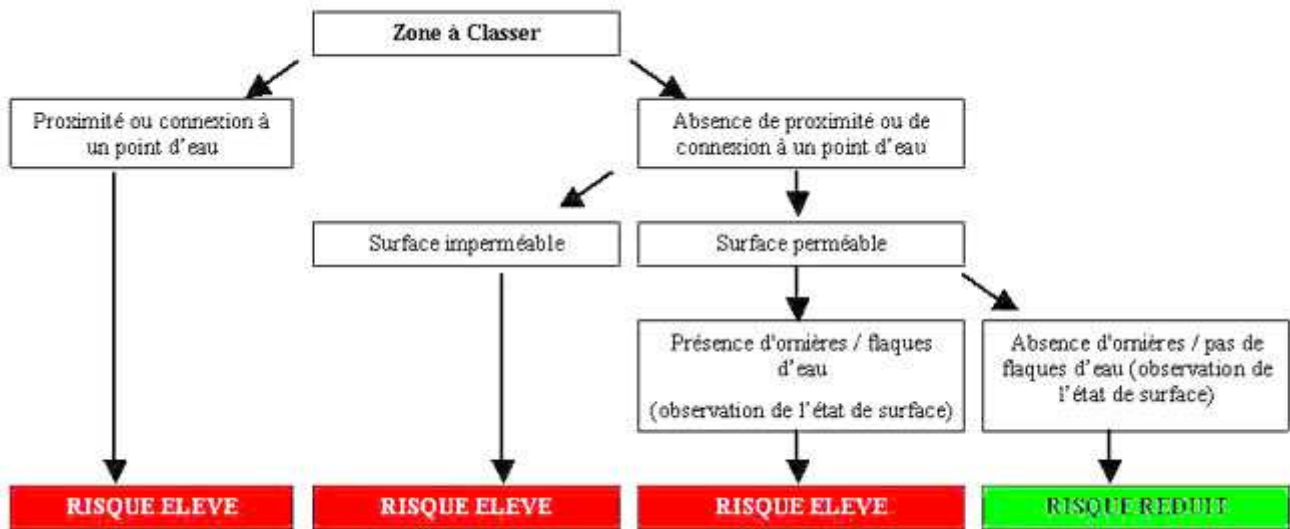 Zone à Classer
Proximité ou connexion à
un point d'eau
Absence de proximité ou de
connexion à un point d'eau
Surface imperméable
Surface perméable
Présence d'ornières / flaques
d'eau
(observation de l'état de surface)
Absence d'ornières / pas de
flaques d'eau (observation de
l'état de surface)
RISQUE ELEVE
RISQUE ELEVE
RISQUE ELEVE
RISQUE REDUIT